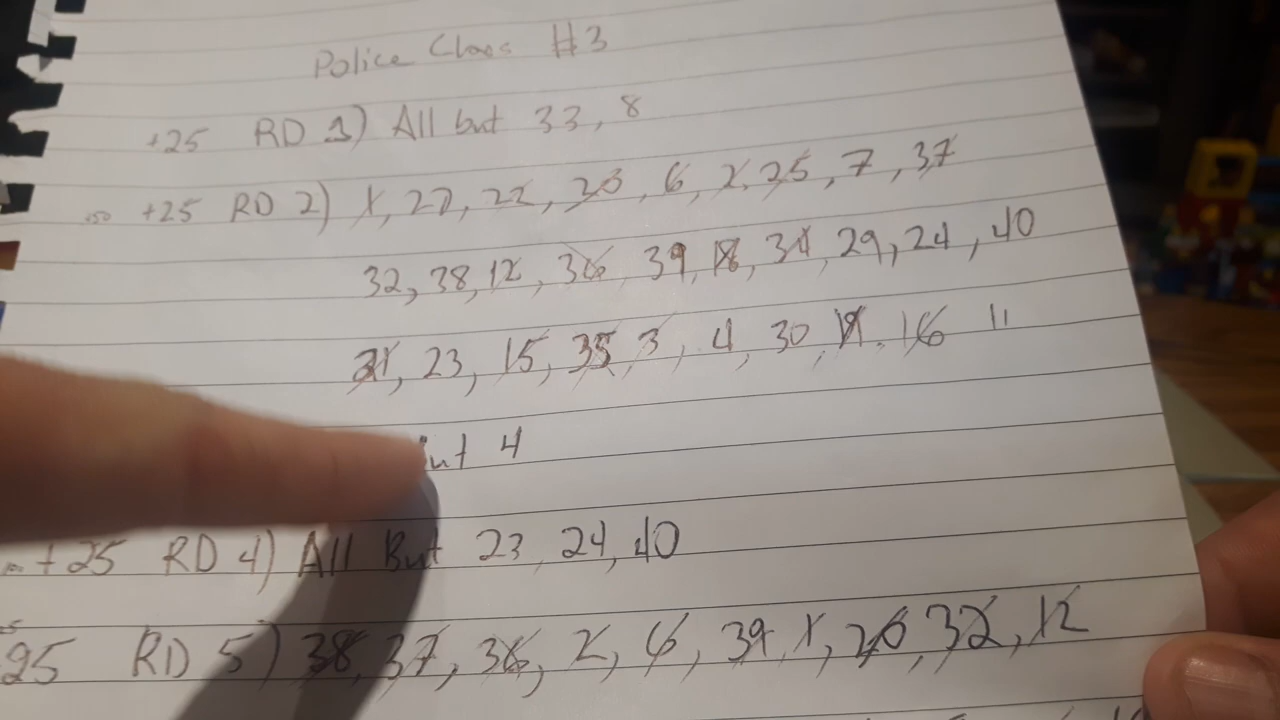 Police Class #3
+25 RD 1) All but 33, 8
+25 RD 2) 1, 27, 22, 20, 6, 2, 25, 7, 37
32, 38, 12, 36 39, 18, 34, 29, 24, 40
21, 23, 15, 35 3, 4, 30, 19, 16 11
but 4
+25 RD 4) All But 23, 24, 40
25 RD 5) 38, 37, 36, 2, 6, 39, 1, 20, 32, 12